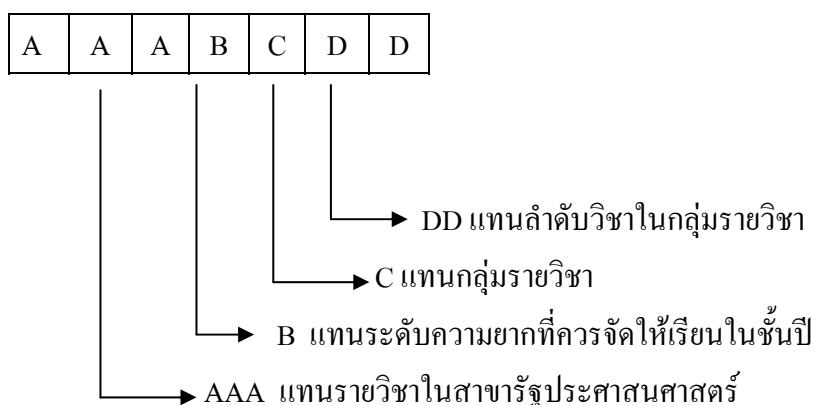 A A A B C D D
DD แทนลำดับวิชาในกลุ่มรายวิชา
C แทนกลุ่มรายวิชา
B แทนระดับความยากที่ควรจัดให้เรียนในชั้นปี
AAA แทนรายวิชาในสาขารัฐประศาสนศาสตร์